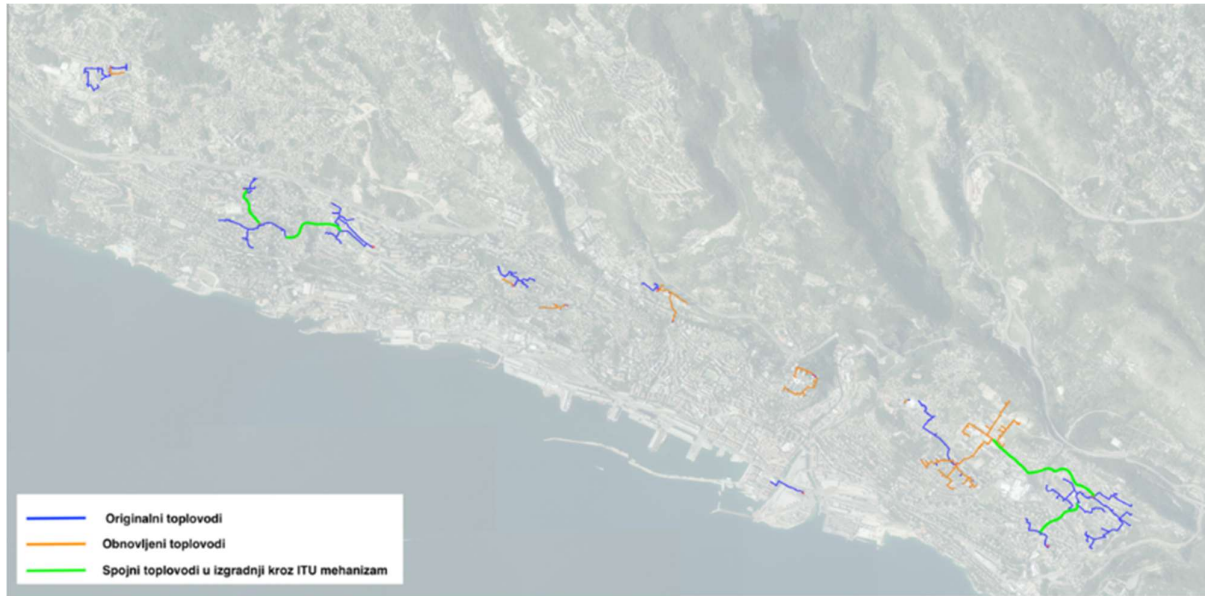 Originalni toplovodi
Obnovljeni toplovodi
Spojni toplovodi u izgradnji kroz ITU mehanizam